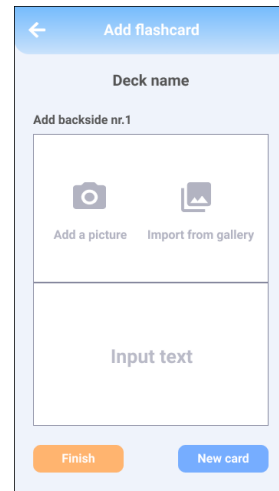 Add flashcard
Deck name
Add backside nr.1
Add a picture Import from gallery
Input text
Finish New card